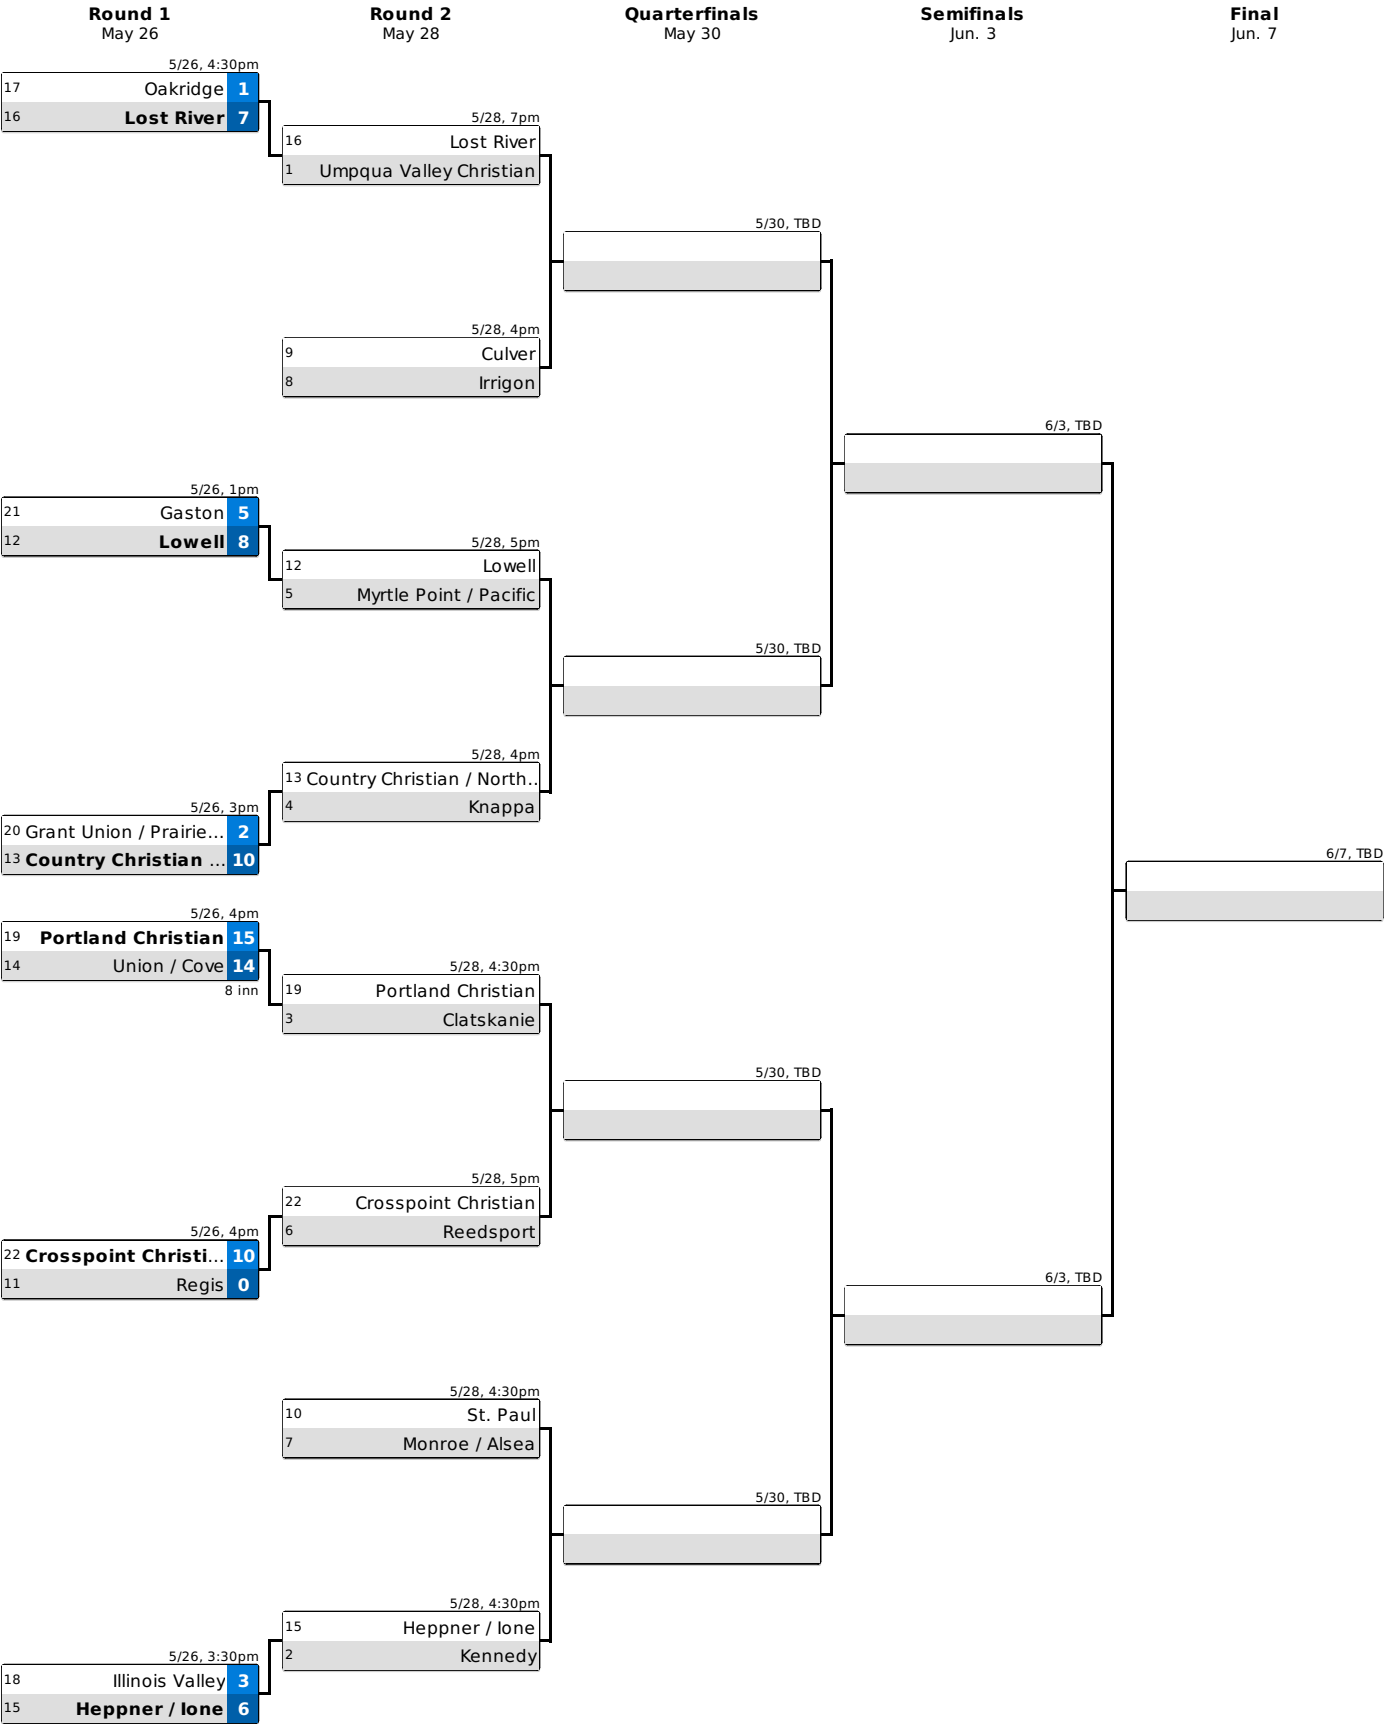 Round 1
May 26
Round 2
May 28
Quarterfinals
May 30
Semifinals
Jun. 3
Final
Jun. 7
5/26, 4:30pm
17 Oakridge 1
16 Lost River 7
5/26, 1pm
21 Gaston 5
12 Lowell 8
5/26, 3pm
20 Grant Union / Prairie... 2
13 Country Christian ... 10
5/26, 4pm
19 Portland Christian 15
14 Union / Cove 14
8 inn
5/26, 4pm
22 Crosspoint Christi... 10
11 Regis 0
5/26, 3:30pm
18 Illinois Valley 3
15 Heppner / Ione 6
5/28, 7pm
16 Lost River
1 Umpqua Valley Christian
5/28, 4pm
9 Culver
8 Irrigon
5/28, 5pm
12 Lowell
5 Myrtle Point / Pacific
5/28, 4pm
13 Country Christian / North..
4 Knappa
5/28, 4:30pm
19 Portland Christian
3 Clatskanie
5/28, 5pm
22 Crosspoint Christian
6 Reedsport
5/28, 4:30pm
10 St. Paul
7 Monroe / Alsea
5/28, 4:30pm
15 Heppner / Ione
2 Kennedy
5/30, TBD
5/30, TBD
5/30, TBD
5/30, TBD
6/3, TBD
6/3, TBD
6/7, TBD